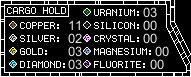 CARGO HOLD
URANIUM: 03
COPPER: 11 SILICON: 00
SILVER: 02 CRYSTAL: 00
GOLD: 03 MAGNESIUM: 00
DIAMOND: 03 FLUORITE: 00